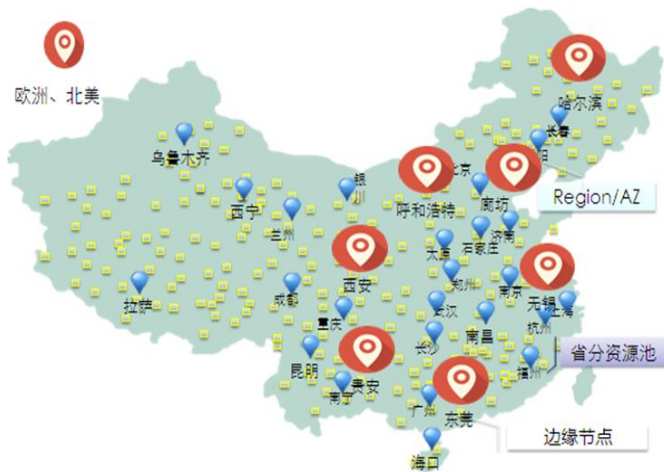 欧洲、北美
哈尔滨
长春
阳
乌鲁木齐
北京
银川
Region/AZ
西宁
呼和浩特
廊坊
兰州
济南
石家庄
太原
西安
郑州
拉萨
成都
南京
无锡
上海
武汉
重庆
杭州
南昌
长沙
省分资源池
昆明
福州
贵安
南宁
广州
东莞
边缘节点
海口